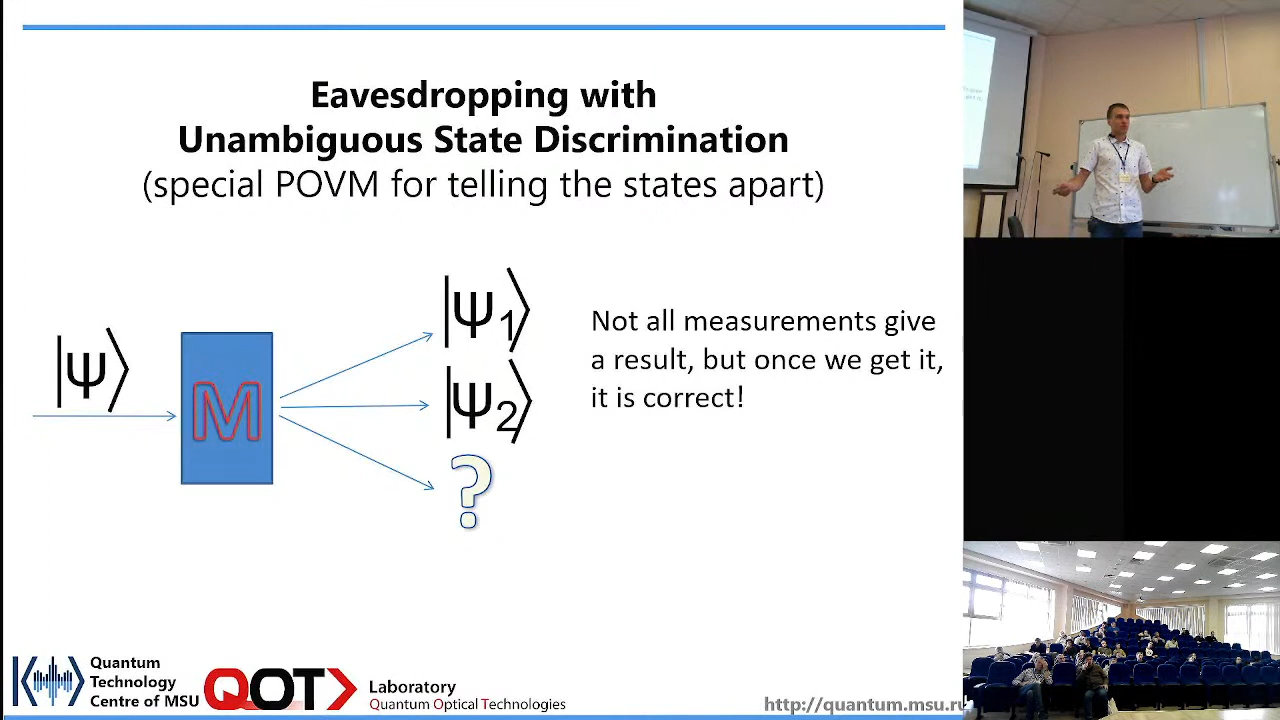 Eavesdropping with
Unambiguous State Discrimination
(special POVM for telling the states apart)
|ψ⟩
M
|ψ₁⟩
|ψ₂⟩
?
Not all measurements give
a result, but once we get it,
it is correct!
Quantum
Technology
Centre of MSU
QOT
Laboratory
Quantum Optical Technologies
http://quantum.msu.ru